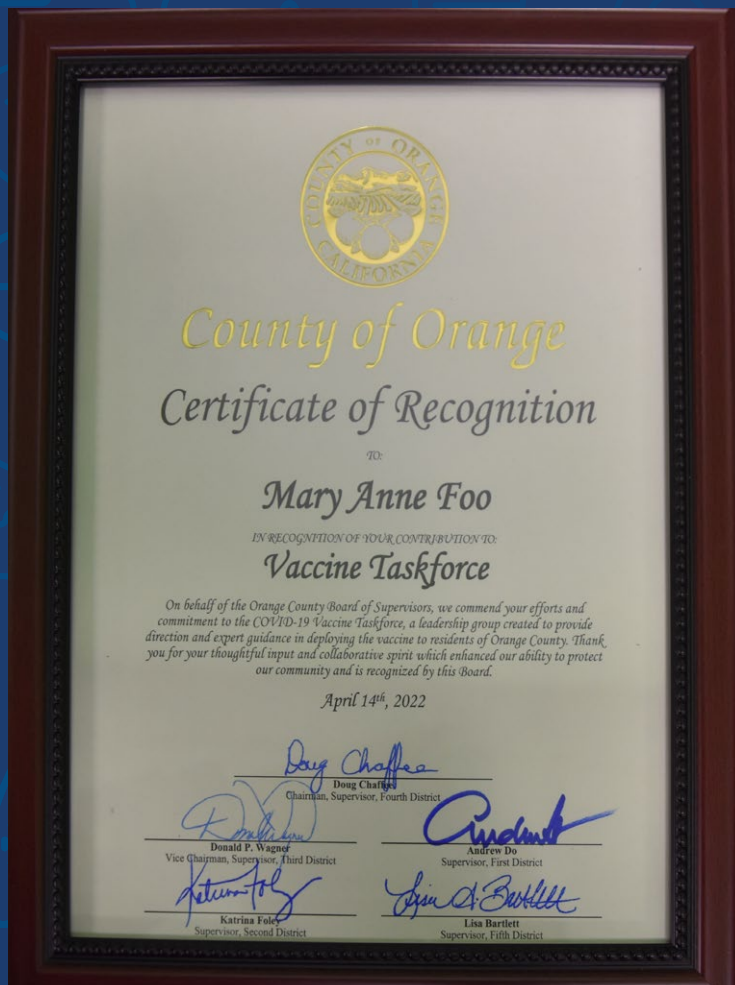 COUNTY OF ORANGE
CALIFORNIA
County of Orange
Certificate of Recognition
TO:
Mary Anne Foo
IN RECOGNITION OF YOUR CONTRIBUTION TO:
Vaccine Taskforce
On behalf of the Orange County Board of Supervisors, we commend your efforts and
commitment to the COVID-19 Vaccine Taskforce, a leadership group created to provide
direction and expert guidance in deploying the vaccine to residents of Orange County. Thank
you for your thoughtful input and collaborative spirit which enhanced our ability to protect
our community and is recognized by this Board.
April 14th, 2022
Doug Chaffee
Doug Chaffee
Chairman, Supervisor, Fourth District
Donald P. Wagner
Vice Chairman, Supervisor, Third District
Andrew Do
Supervisor, First District
Katrina Foley
Katrina Foley
Supervisor, Second District
Lisa A. Bartlett
Lisa Bartlett
Supervisor, Fifth District